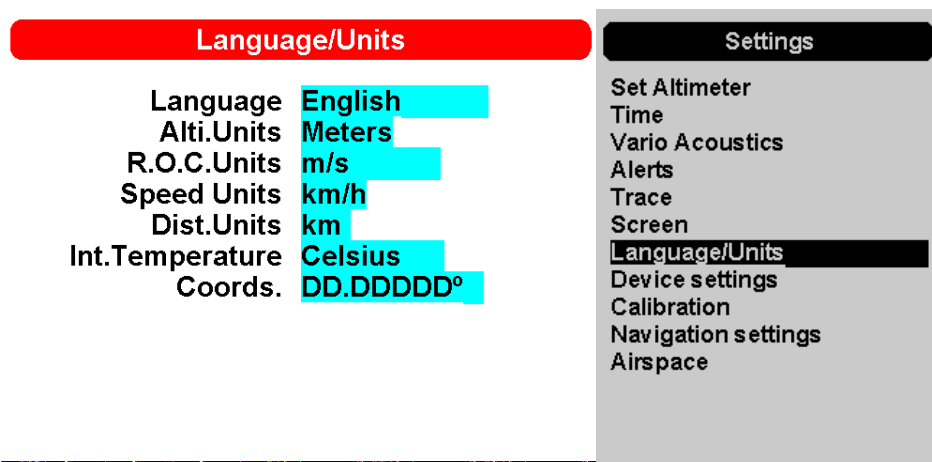 Language/Units
Language English
Alti.Units Meters
R.O.C.Units m/s
Speed Units km/h
Dist.Units km
Int.Temperature Celsius
Coords. DD.DDDDDº
Settings
Set Altimeter
Time
Vario Acoustics
Alerts
Trace
Screen
Language/Units
Device settings
Calibration
Navigation settings
Airspace